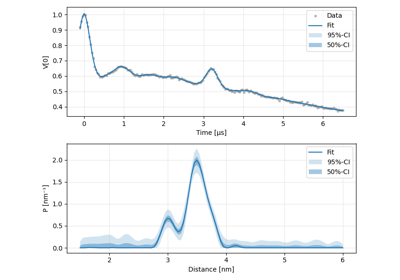 1.0
0.9
0.8
0.7
0.6
0.5
0.4
V[0]
0
1
2
3
4
5
6
Time [μs]
Data
Fit
95%-CI
50%-CI
2.0
1.5
1.0
0.5
0.0
P [nm⁻¹]
2
3
4
5
6
Distance [nm]
Fit
95%-CI
50%-CI